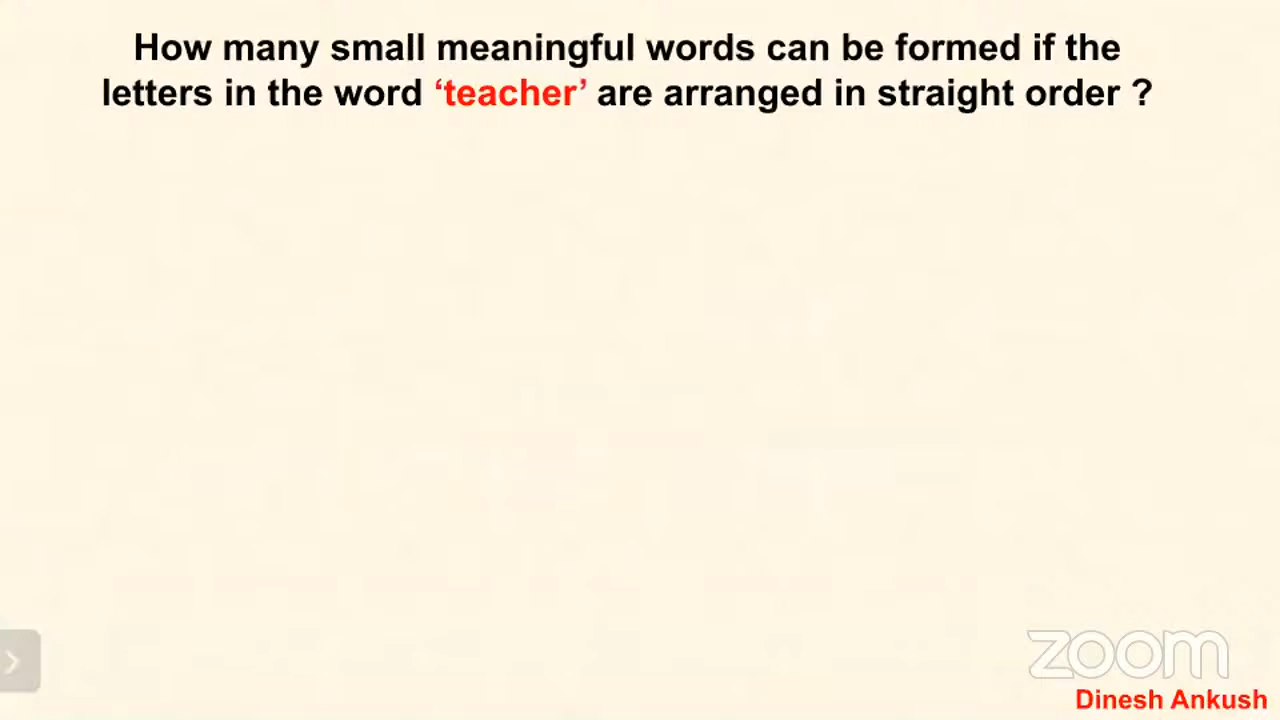 How many small meaningful words can be formed if the
letters in the word ‘teacher’ are arranged in straight order ?
zoom
Dinesh Ankush